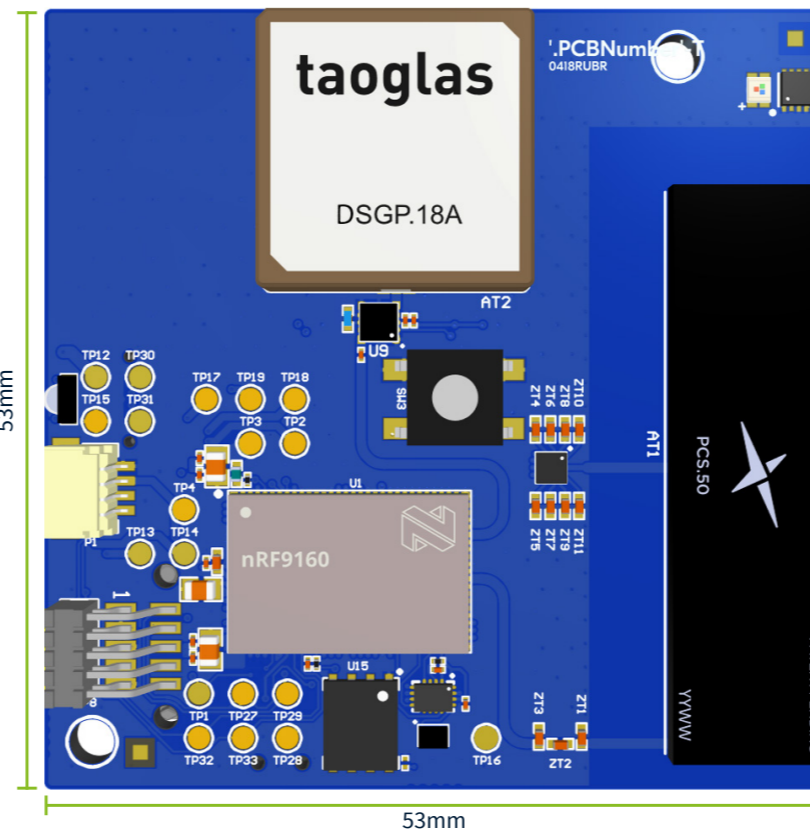 taoglas
DSGP.18A
'.PCBNumber'.T
04I8RUBR
AT2
U9
TP12
TP30
TP15
TP31
TP17
TP19
TP18
TP3
TP2
SW3
ZT4
ZT6
ZT8
ZT10
AT1
PCS.50
ZT5
ZT7
ZT9
ZT11
TP4
U1
P1
TP13
TP14
nRF9160
1
8
U15
TP1
TP27
TP29
TP32
TP33
TP28
TP16
ZT3
ZT2
ZT1
YYWW
53mm
53mm